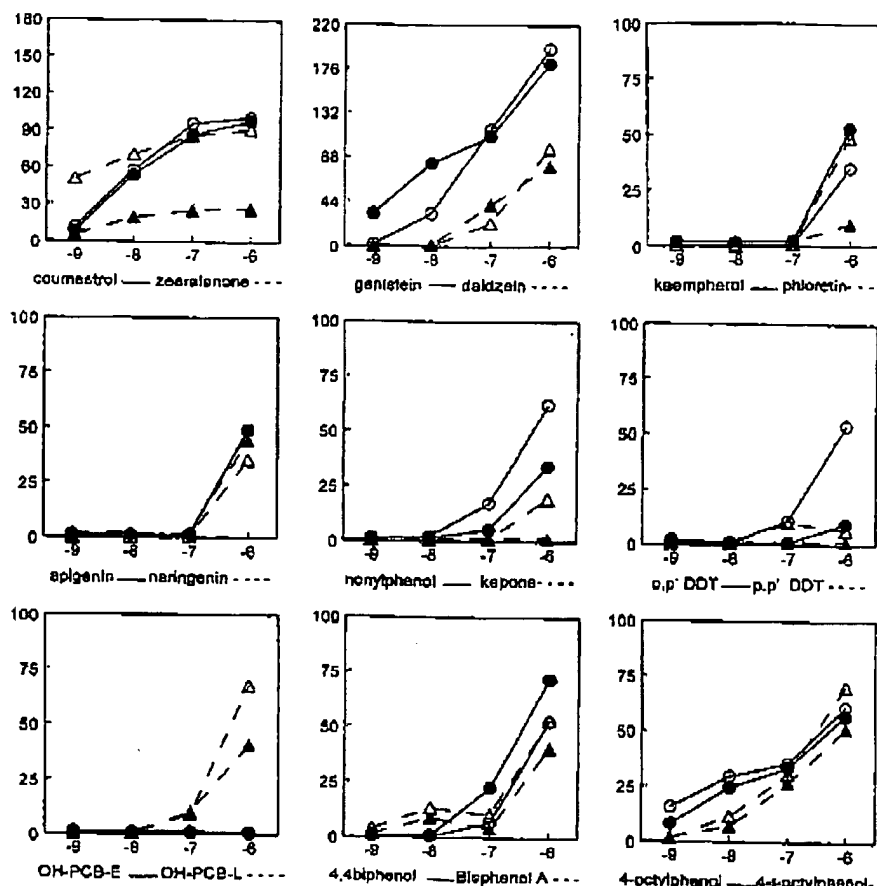 180
150
120
90
60
30
0
-9 -8 -7 -6
coumestrol zearalenone
220
176
132
88
44
0
-9 -8 -7 -6
genistein daidzein
100
75
50
25
0
-9 -8 -7 -6
kaempherol phloretin
100
75
50
25
0
-9 -8 -7 -6
apigenin naringenin
100
75
50
25
0
-9 -8 -7 -6
nonylphenol kepone
100
75
50
25
0
-9 -8 -7 -6
o,p' DDT p,p' DDT
100
75
50
25
0
-9 -8 -7 -6
OH-PCB-E OH-PCB-L
100
75
50
25
0
-9 -8 -7 -6
4,4biphenol Bisphenol A
100
75
50
25
0
-9 -8 -7 -6
4-octylphenol 4-t-octylphenol